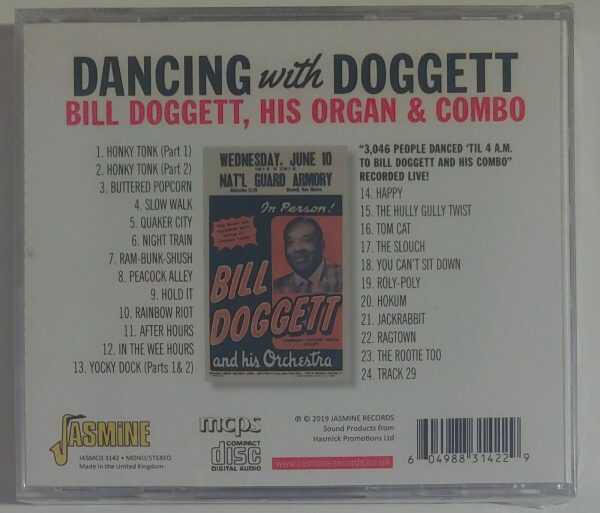 DANCING with DOGGETT
BILL DOGGETT, HIS ORGAN & COMBO
1. HONKY TONK (Part 1)
2. HONKY TONK (Part 2)
3. BUTTERED POPCORN
4. SLOW WALK
5. QUAKER CITY
6. NIGHT TRAIN
7. RAM-BUNK-SHUSH
8. PEACOCK ALLEY
9. HOLD IT
10. RAINBOW RIOT
11. AFTER HOURS
12. IN THE WEE HOURS
13. YOCKY DOCK (Parts 1& 2)
WEDNESDAY, JUNE 10
NAT'L GUARD ARMORY
In Person!
BILL
DOGGETT
and his Orchestra
"3,046 PEOPLE DANCED 'TIL 4 A.M.
TO BILL DOGGETT AND HIS COMBO"
RECORDED LIVE!
14. HAPPY
15. THE HULLY GULLY TWIST
16. TOM CAT
17. THE SLOUCH
18. YOU CAN'T SIT DOWN
19. ROLY-POLY
20. HOKUM
21. JACKRABBIT
22. RAGTOWN
23. THE ROOTIE TOO
24. TRACK 29
JASMINE
JASMCD 3142 • MONO/STEREO
Made in the United Kingdom
mcps
COMPACT
disc
DIGITAL AUDIO
℗ © 2019 JASMINE RECORDS
Sound Products from
Hasmick Promotions Ltd
6 04988 31422 9